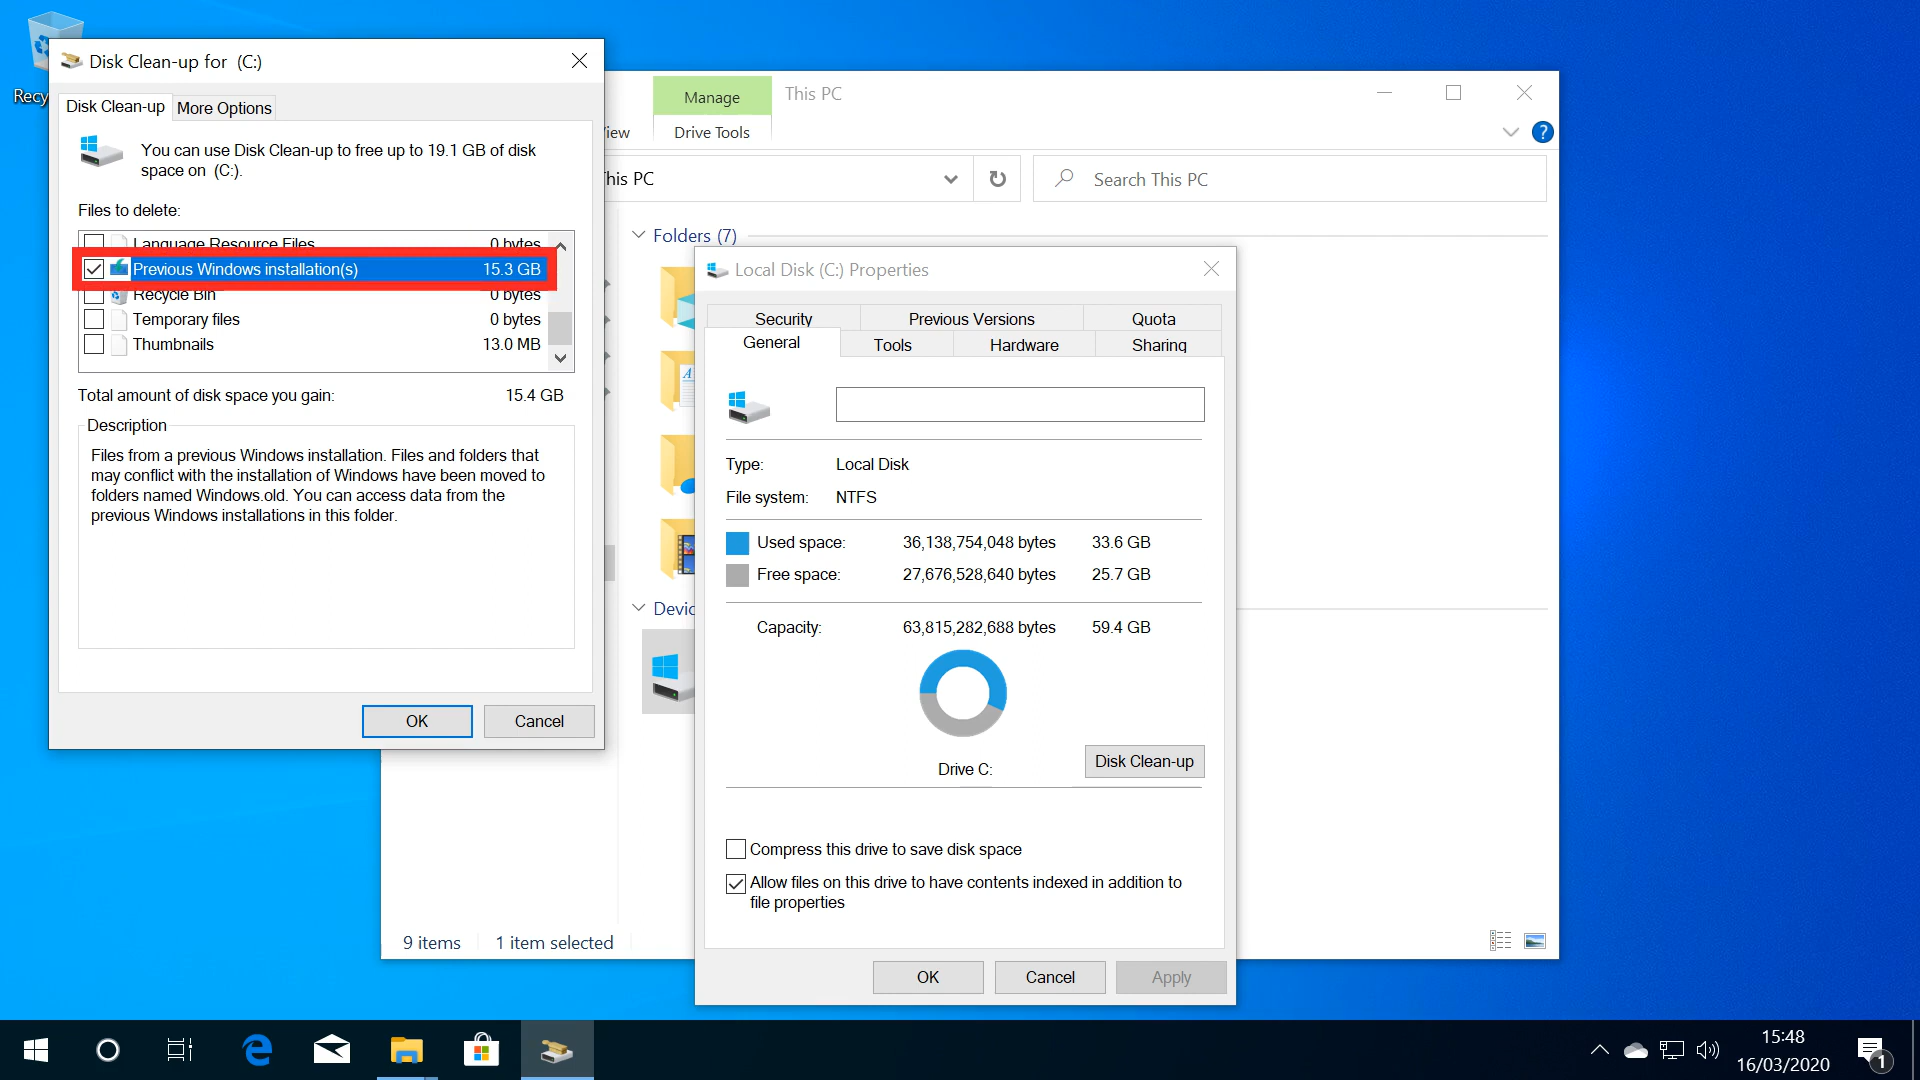 Recy
Disk Clean-up for (C:)
Disk Clean-up
More Options
You can use Disk Clean-up to free up to 19.1 GB of disk
space on (C:).
Files to delete:
Language Resource Files 0 bytes
Previous Windows installation(s) 15.3 GB
Recycle Bin 0 bytes
Temporary files 0 bytes
Thumbnails 13.0 MB
Total amount of disk space you gain: 15.4 GB
Description
Files from a previous Windows installation. Files and folders that
may conflict with the installation of Windows have been moved to
folders named Windows.old. You can access data from the
previous Windows installations in this folder.
OK
Cancel
Manage
This PC
iew
Drive Tools
?
This PC
Search This PC
Folders (7)
Devic
9 items
1 item selected
Local Disk (C:) Properties
Security
Previous Versions
Quota
General
Tools
Hardware
Sharing
Type: Local Disk
File system: NTFS
Used space: 36,138,754,048 bytes 33.6 GB
Free space: 27,676,528,640 bytes 25.7 GB
Capacity: 63,815,282,688 bytes 59.4 GB
Drive C:
Disk Clean-up
Compress this drive to save disk space
Allow files on this drive to have contents indexed in addition to
file properties
OK
Cancel
Apply
15:48
16/03/2020
1